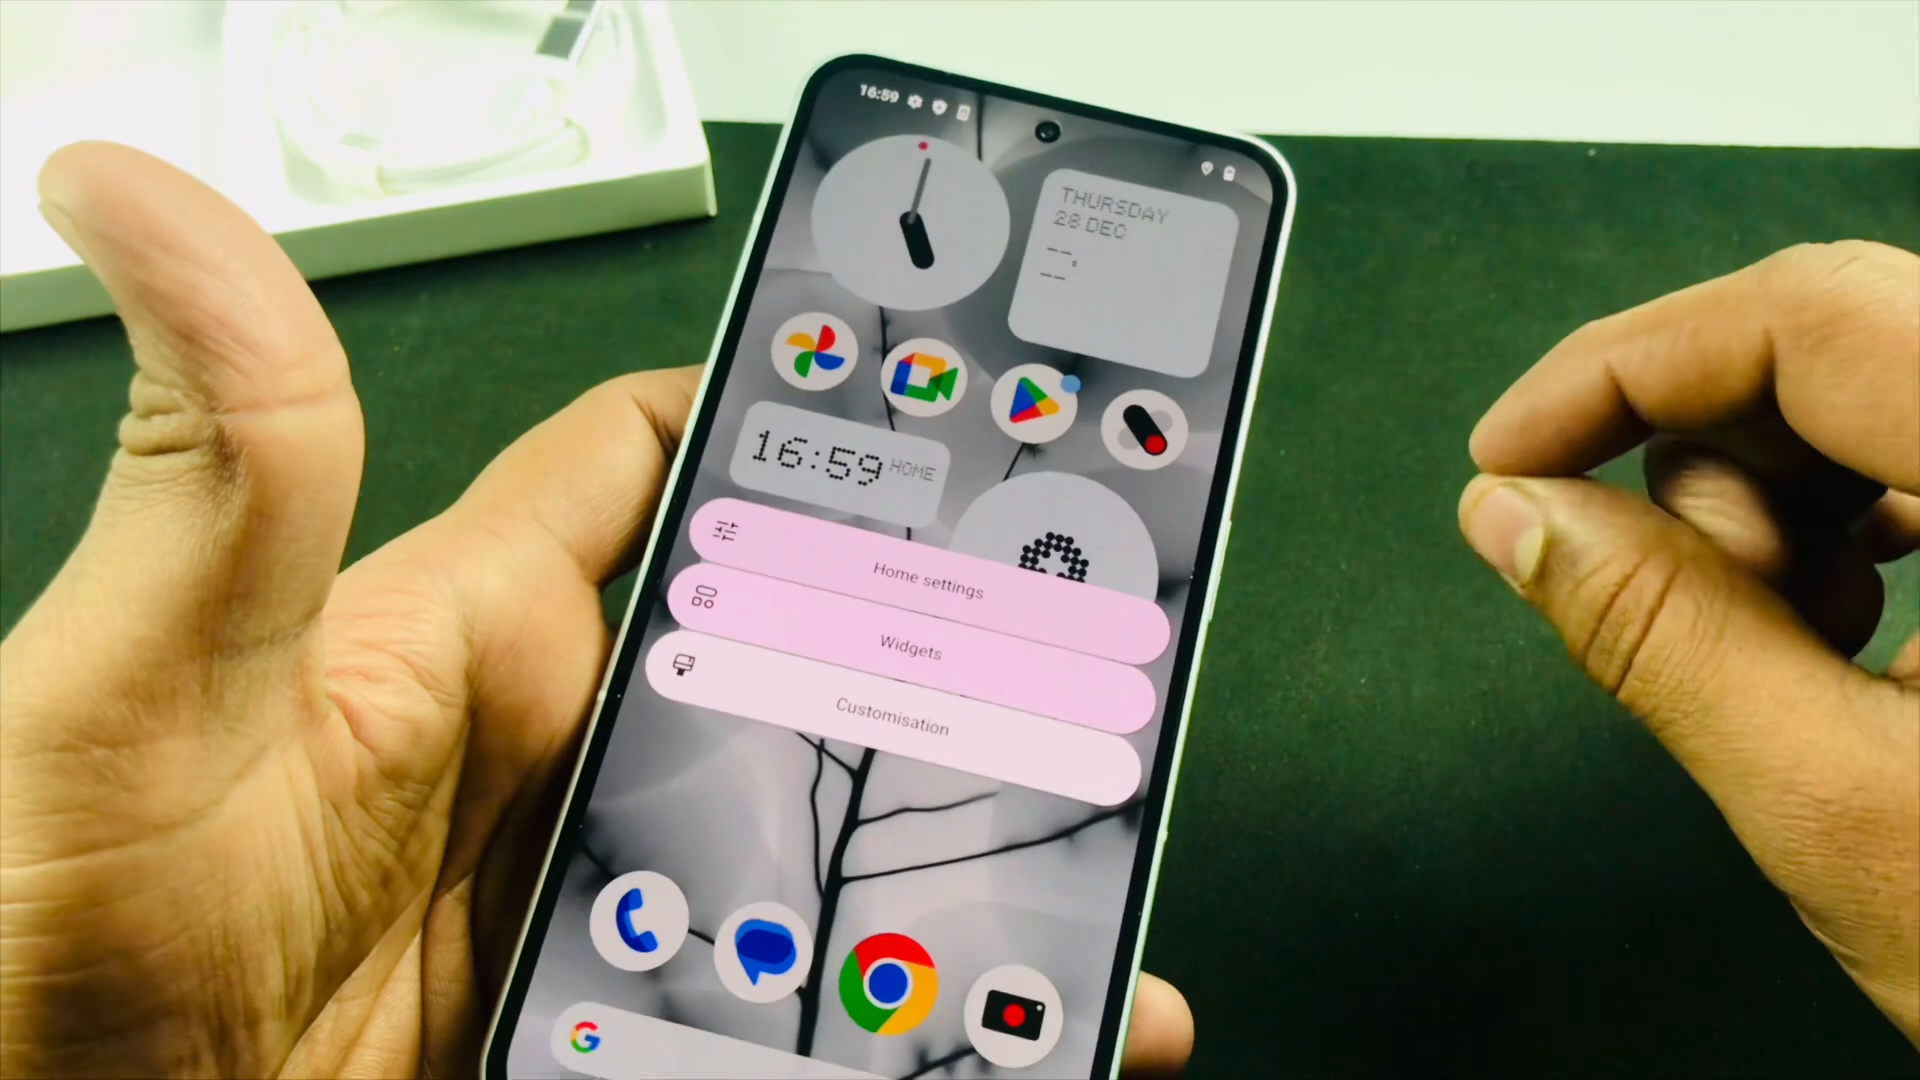 16:59
THURSDAY
28 DEC
--°
--
16:59 HOME
Home settings
Widgets
Customisation